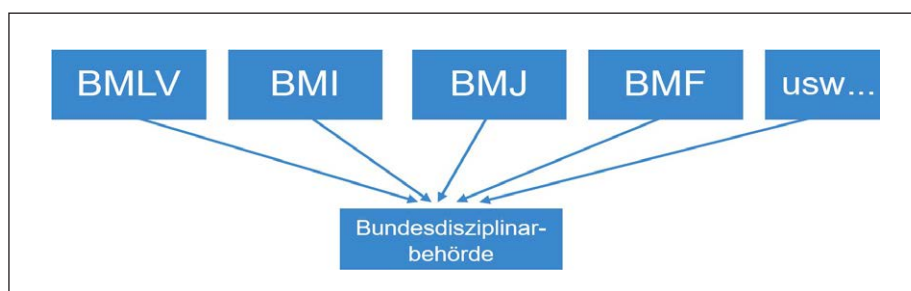 BMLV
BMI
BMJ
BMF
usw...
Bundesdisziplinar-
behörde